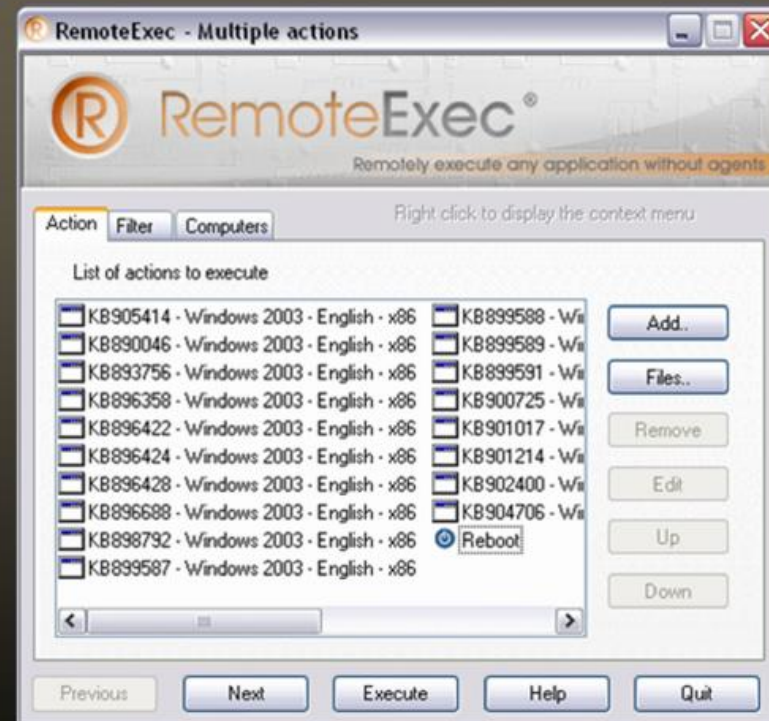 RemoteExec - Multiple actions
R RemoteExec®
Remotely execute any application without agents
Action Filter Computers
Right click to display the context menu
List of actions to execute
KB905414 - Windows 2003 - English - x86
KB890046 - Windows 2003 - English - x86
KB893756 - Windows 2003 - English - x86
KB896358 - Windows 2003 - English - x86
KB896422 - Windows 2003 - English - x86
KB896424 - Windows 2003 - English - x86
KB896428 - Windows 2003 - English - x86
KB896688 - Windows 2003 - English - x86
KB898792 - Windows 2003 - English - x86
KB899587 - Windows 2003 - English - x86
KB899588 - Wi
KB899589 - Wi
KB899591 - Wi
KB900725 - Wi
KB901017 - Wi
KB901214 - Wi
KB902400 - Wi
KB904706 - Wi
Reboot
Add..
Files..
Remove
Edit
Up
Down
Previous Next Execute Help Quit